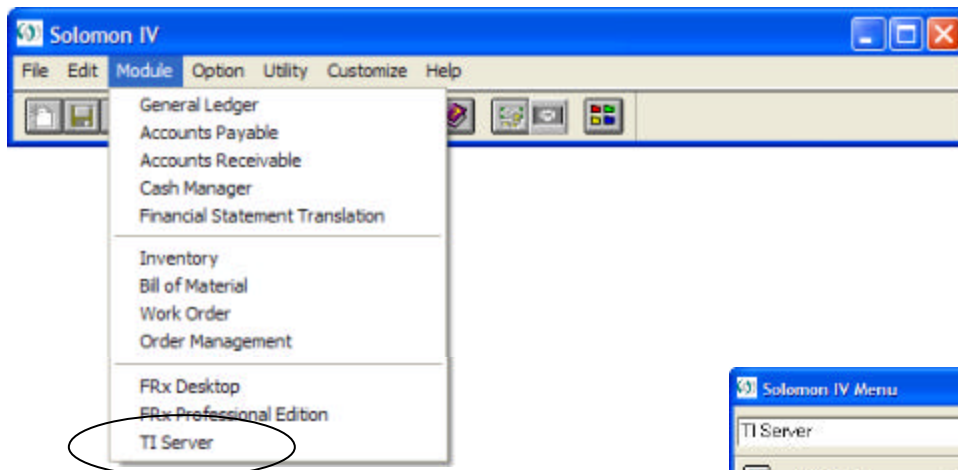 Solomon IV
File Edit Module Option Utility Customize Help
General Ledger
Accounts Payable
Accounts Receivable
Cash Manager
Financial Statement Translation
Inventory
Bill of Material
Work Order
Order Management
FRx Desktop
FRx Professional Edition
TI Server
Solomon IV Menu
TI Server